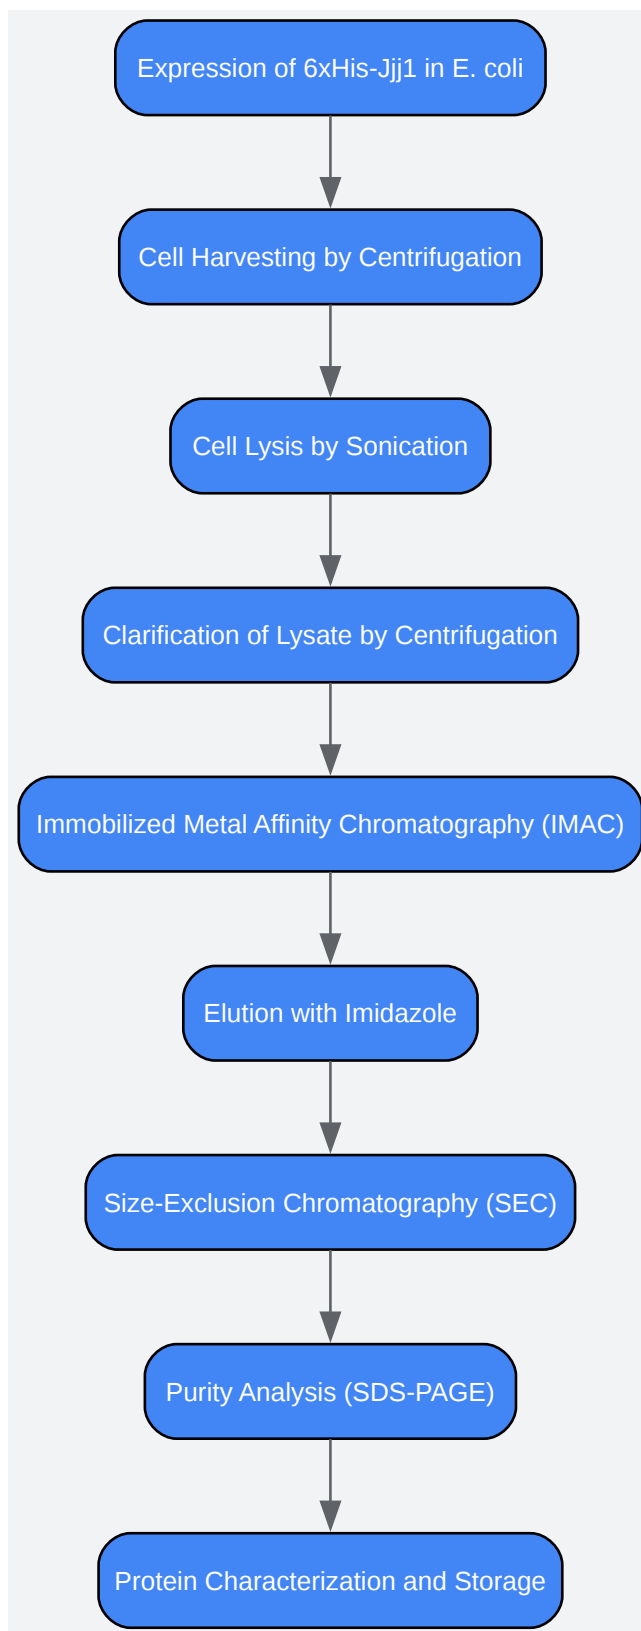 Expression of 6xHis-Jjj1 in E. coli
Cell Harvesting by Centrifugation
Cell Lysis by Sonication
Clarification of Lysate by Centrifugation
Immobilized Metal Affinity Chromatography (IMAC)
Elution with Imidazole
Size-Exclusion Chromatography (SEC)
Purity Analysis (SDS-PAGE)
Protein Characterization and Storage